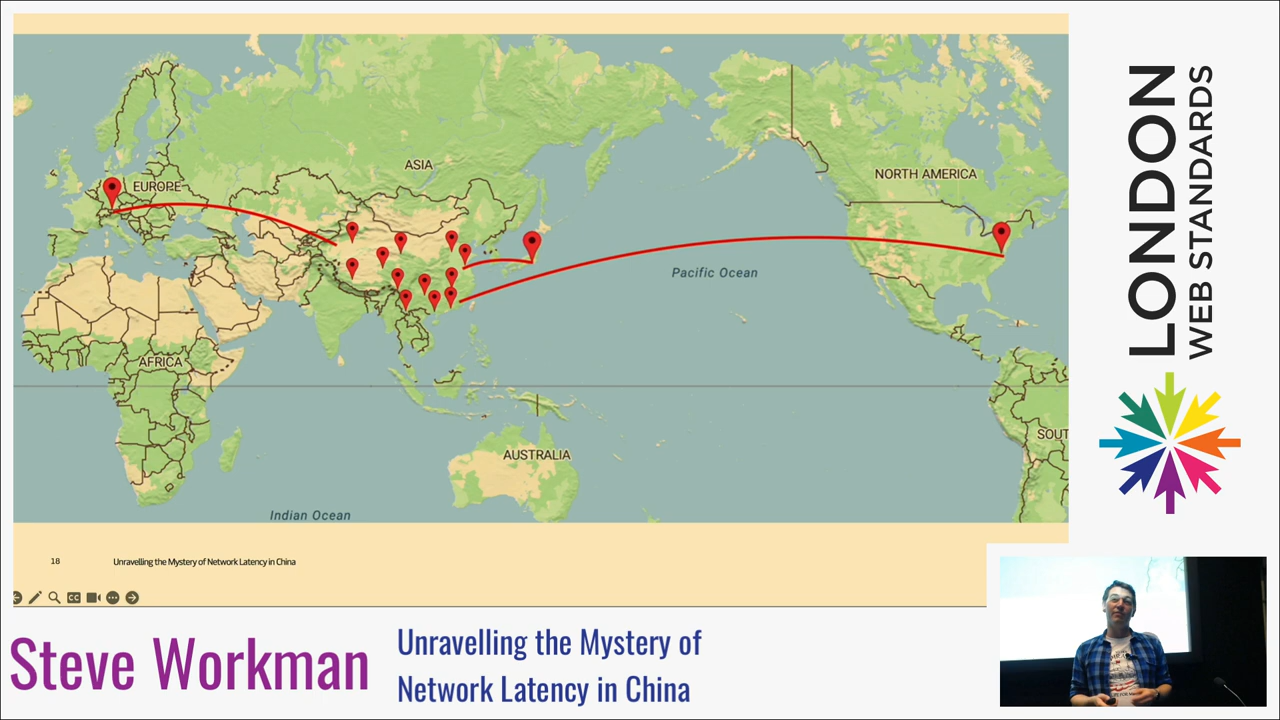 ASIA
EUROPE
NORTH AMERICA
Pacific Ocean
AFRICA
SOUT
AUSTRALIA
Indian Ocean
18
Unravelling the Mystery of Network Latency in China
CC
LONDON
WEB STANDARDS
Steve Workman
Unravelling the Mystery of
Network Latency in China